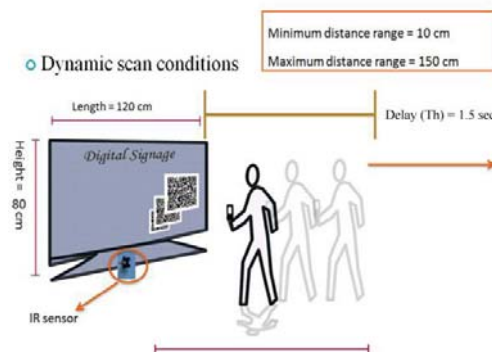 Minimum distance range = 10 cm
Maximum distance range = 150 cm
Dynamic scan conditions
Length = 120 cm
Delay (Th) = 1.5 sec
Height = 80 cm
Digital Signage
IR sensor